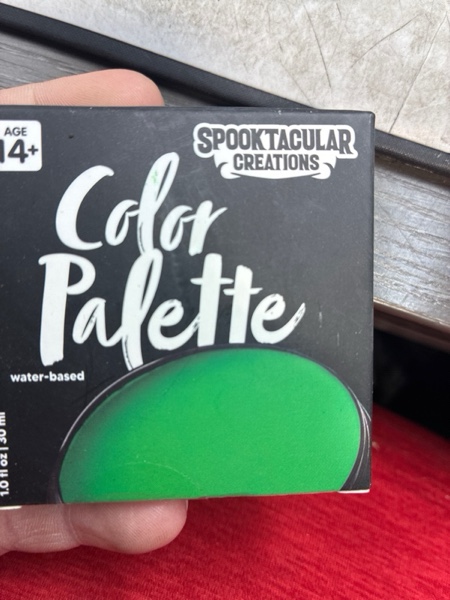 AGE
14+
SPOOKTACULAR
CREATIONS
Color
Palette
water-based
1.0 fl oz | 30 ml